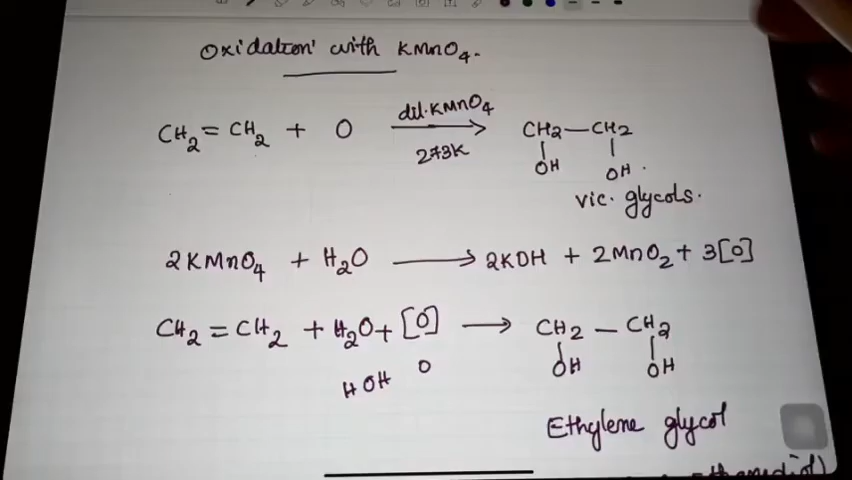 Oxidation with KMnO₄.
CH₂ = CH₂ + O dil. KMnO₄ → 273K CH₂ — CH₂
OH OH.
vic. glycols.
2KMnO₄ + H₂O → 2KOH + 2MnO₂ + 3[O]
CH₂ = CH₂ + H₂O + [O] → CH₂ — CH₂
HOH O OH OH
Ethylene glycol